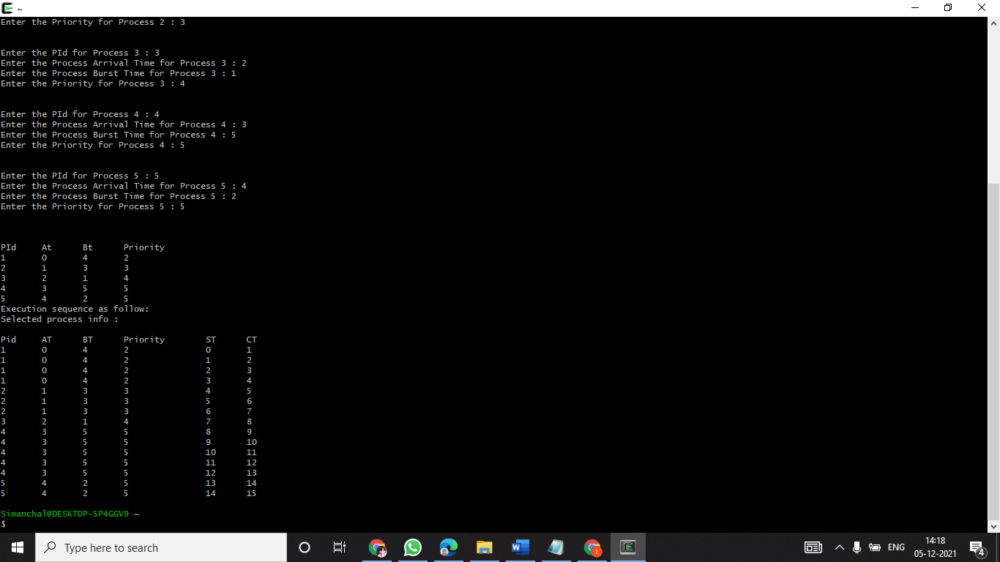 ~
Enter the Priority for Process 2 : 3
Enter the PId for Process 3 : 3
Enter the Process Arrival Time for Process 3 : 2
Enter the Process Burst Time for Process 3 : 1
Enter the Priority for Process 3 : 4
Enter the PId for Process 4 : 4
Enter the Process Arrival Time for Process 4 : 3
Enter the Process Burst Time for Process 4 : 5
Enter the Priority for Process 4 : 5
Enter the PId for Process 5 : 5
Enter the Process Arrival Time for Process 5 : 4
Enter the Process Burst Time for Process 5 : 2
Enter the Priority for Process 5 : 5
PId At Bt Priority
1 0 4 2
2 1 3 3
3 2 1 4
4 3 5 5
5 4 2 5
Execution sequence as follow:
Selected process info :
Pid AT BT Priority ST CT
1 0 4 2 0 1
1 0 4 2 1 2
1 0 4 2 2 3
1 0 4 2 3 4
2 1 3 3 4 5
2 1 3 3 5 6
2 1 3 3 6 7
3 2 1 4 7 8
4 3 5 5 8 9
4 3 5 5 9 10
4 3 5 5 10 11
4 3 5 5 11 12
4 3 5 5 12 13
5 4 2 5 13 14
5 4 2 5 14 15
Simanchal@DESKTOP-5P4GGV9 ~
$
Type here to search
ENG
14:18
05-12-2021
4